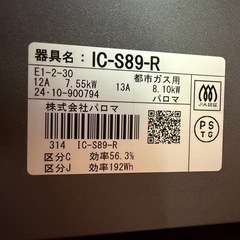 器具名: IC-S89-R
E1-2-30 都市ガス用
12A 7.55kW 13A 8.10kW
24・10-900794 パロマ
株式会社パロマ
314 IC-S89-R
区分C 効率56.3%
区分J 効率192Wh
JIA認証
PS
TG